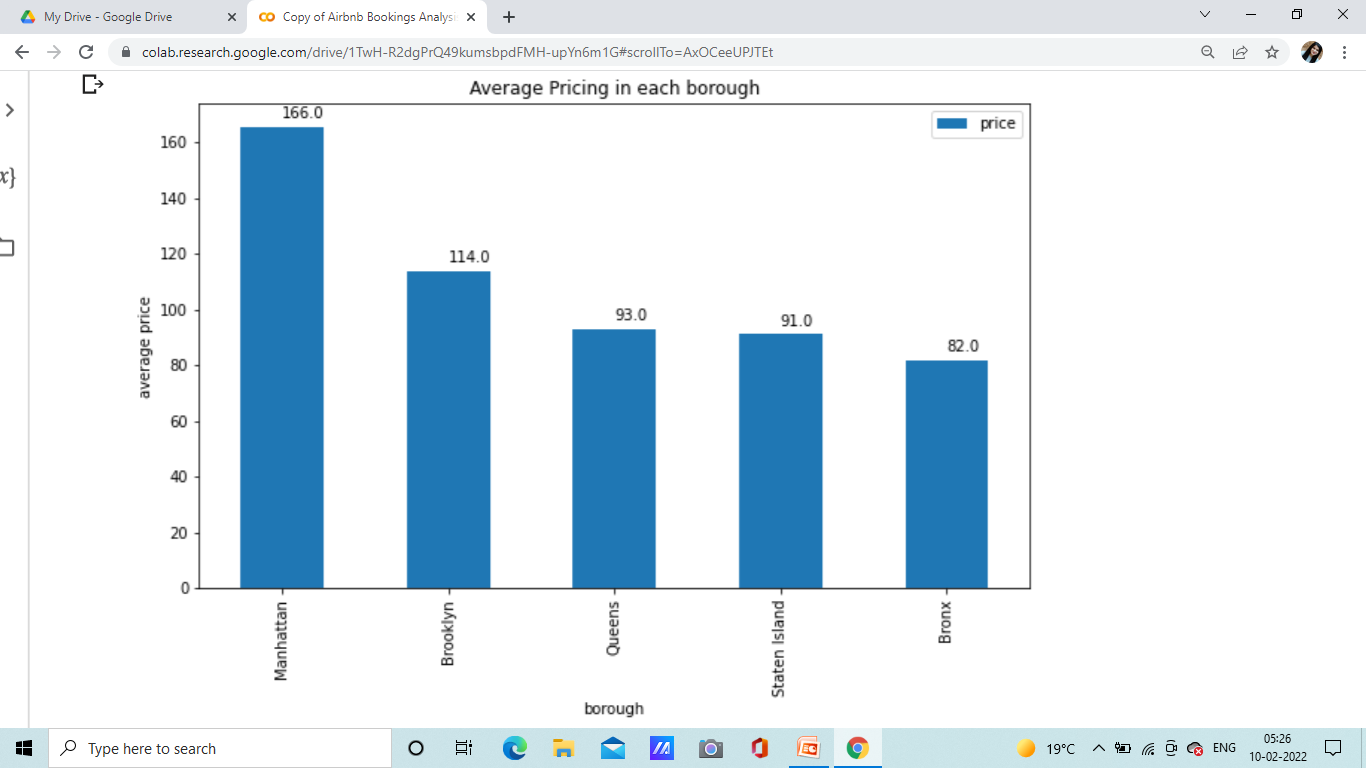 My Drive - Google Drive
Copy of Airbnb Bookings Analysis
colab.research.google.com/drive/1TwH-R2dgPrQ49kumsbpdFMH-upYn6m1G#scrollTo=AxOCeeUPJTEt
Average Pricing in each borough
price
166.0
114.0
93.0
91.0
82.0
160
140
120
100
80
60
40
20
0
average price
Manhattan
Brooklyn
Queens
Staten Island
Bronx
borough
x}
Type here to search
19°C
ENG
05:26
10-02-2022